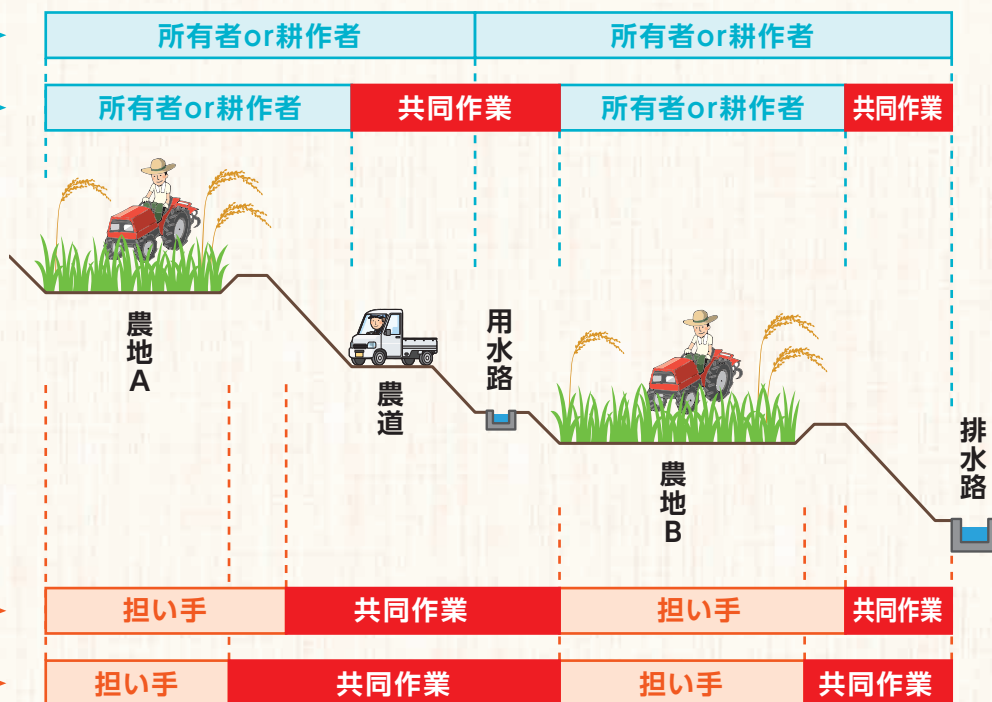 所有者or耕作者
所有者or耕作者
所有者or耕作者
共同作業
所有者or耕作者
共同作業
農地A
農道
用水路
農地B
排水路
担い手
共同作業
担い手
共同作業
担い手
共同作業
担い手
共同作業